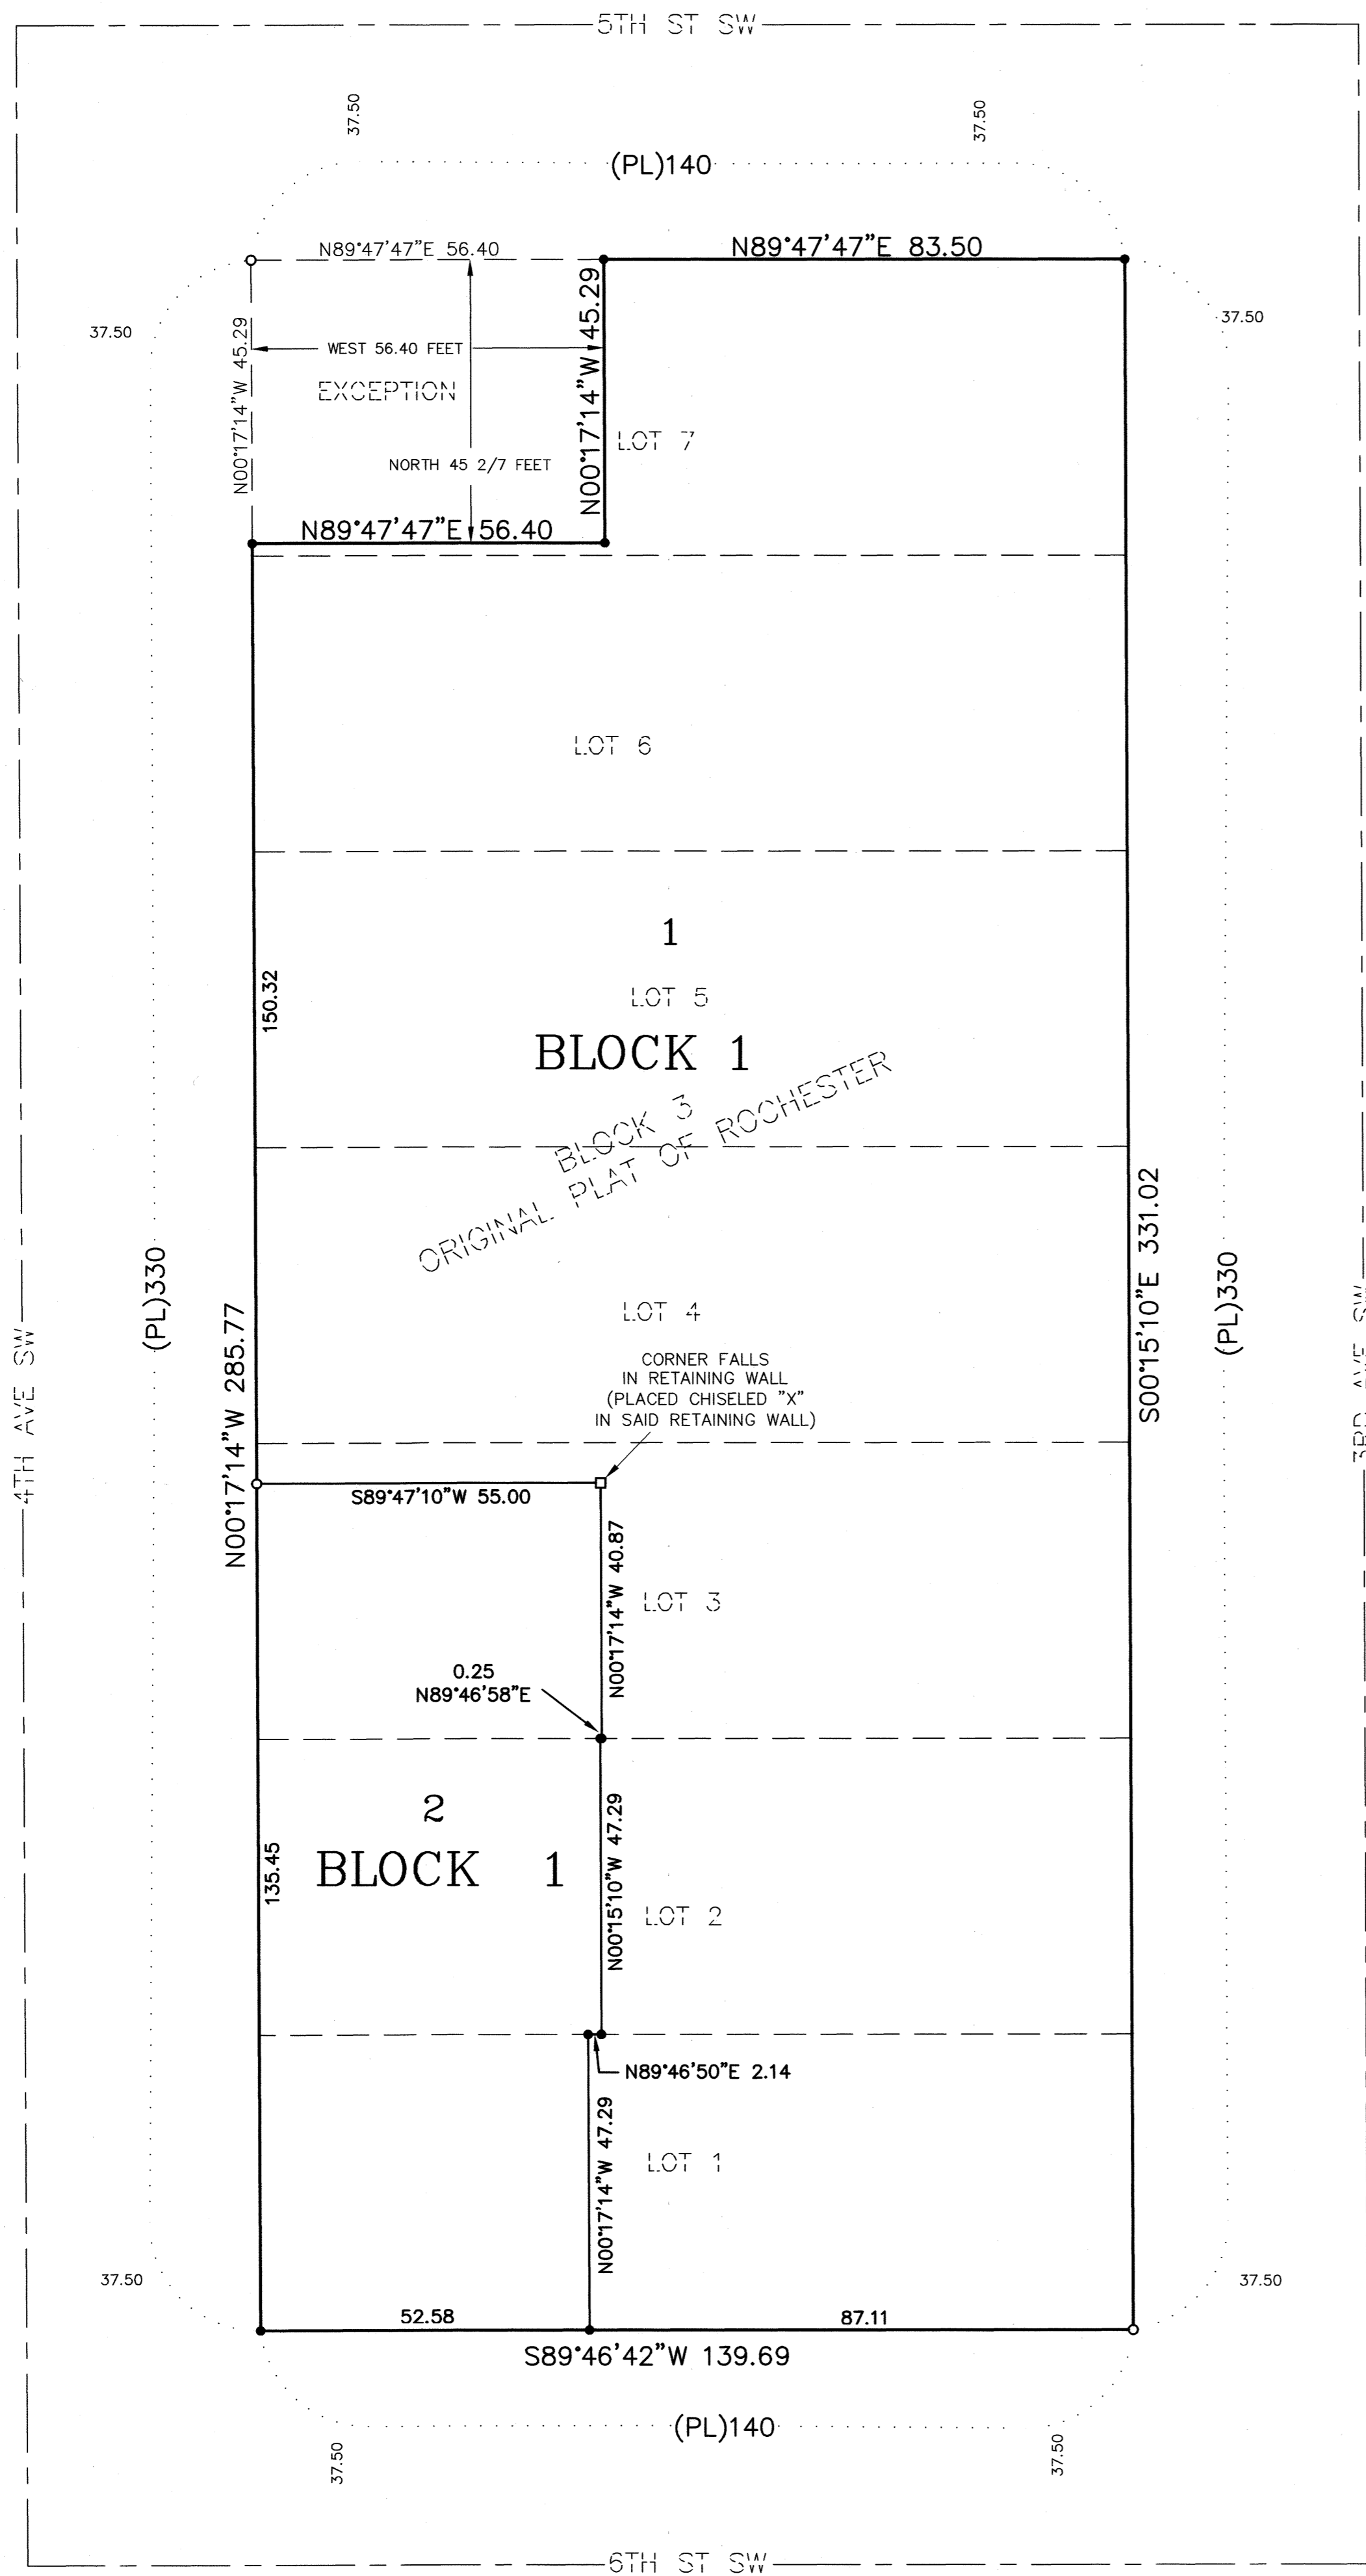 5TH ST SW
37.50
37.50
(PL)140
N89°47'47"E 56.40
N89°47'47"E 83.50
37.50
37.50
N00°17'14"W 45.29
WEST 56.40 FEET
N00°17'14"W 45.29
EXCEPTION
LOT 7
NORTH 45 2/7 FEET
N89°47'47"E 56.40
LOT 6
1
150.32
LOT 5
BLOCK 1
BLOCK 3
ORIGINAL PLAT OF ROCHESTER
S00°15'10"E 331.02
(PL)330
(PL)330
LOT 4
4TH AVE SW
N00°17'14"W 285.77
CORNER FALLS
IN RETAINING WALL
(PLACED CHISELED "X"
IN SAID RETAINING WALL)
3RD AVE SW
S89°47'10"W 55.00
N00°17'14"W 40.87
LOT 3
0.25
N89°46'58"E
2
BLOCK 1
135.45
N00°15'10"W 47.29
LOT 2
N89°46'50"E 2.14
N00°17'14"W 47.29
LOT 1
37.50
37.50
52.58
87.11
S89°46'42"W 139.69
(PL)140
37.50
37.50
6TH ST SW